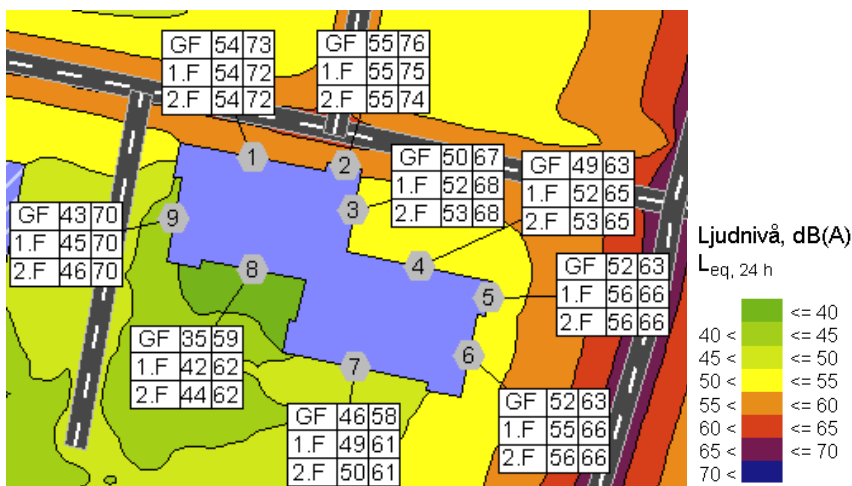 GF 54 73
1.F 54 72
2.F 54 72
GF 55 76
1.F 55 75
2.F 55 74
1
2
GF 50 67
1.F 52 68
2.F 53 68
GF 49 63
1.F 52 65
2.F 53 65
3
GF 43 70
1.F 45 70
2.F 46 70
9
8
4
5
GF 52 63
1.F 56 66
2.F 56 66
GF 35 59
1.F 42 62
2.F 44 62
7
6
GF 46 58
1.F 49 61
2.F 50 61
GF 52 63
1.F 55 66
2.F 56 66
Ljudnivå, dB(A)
Leq, 24 h
<= 40
40 < <= 45
45 < <= 50
50 < <= 55
55 < <= 60
60 < <= 65
65 < <= 70
70 <